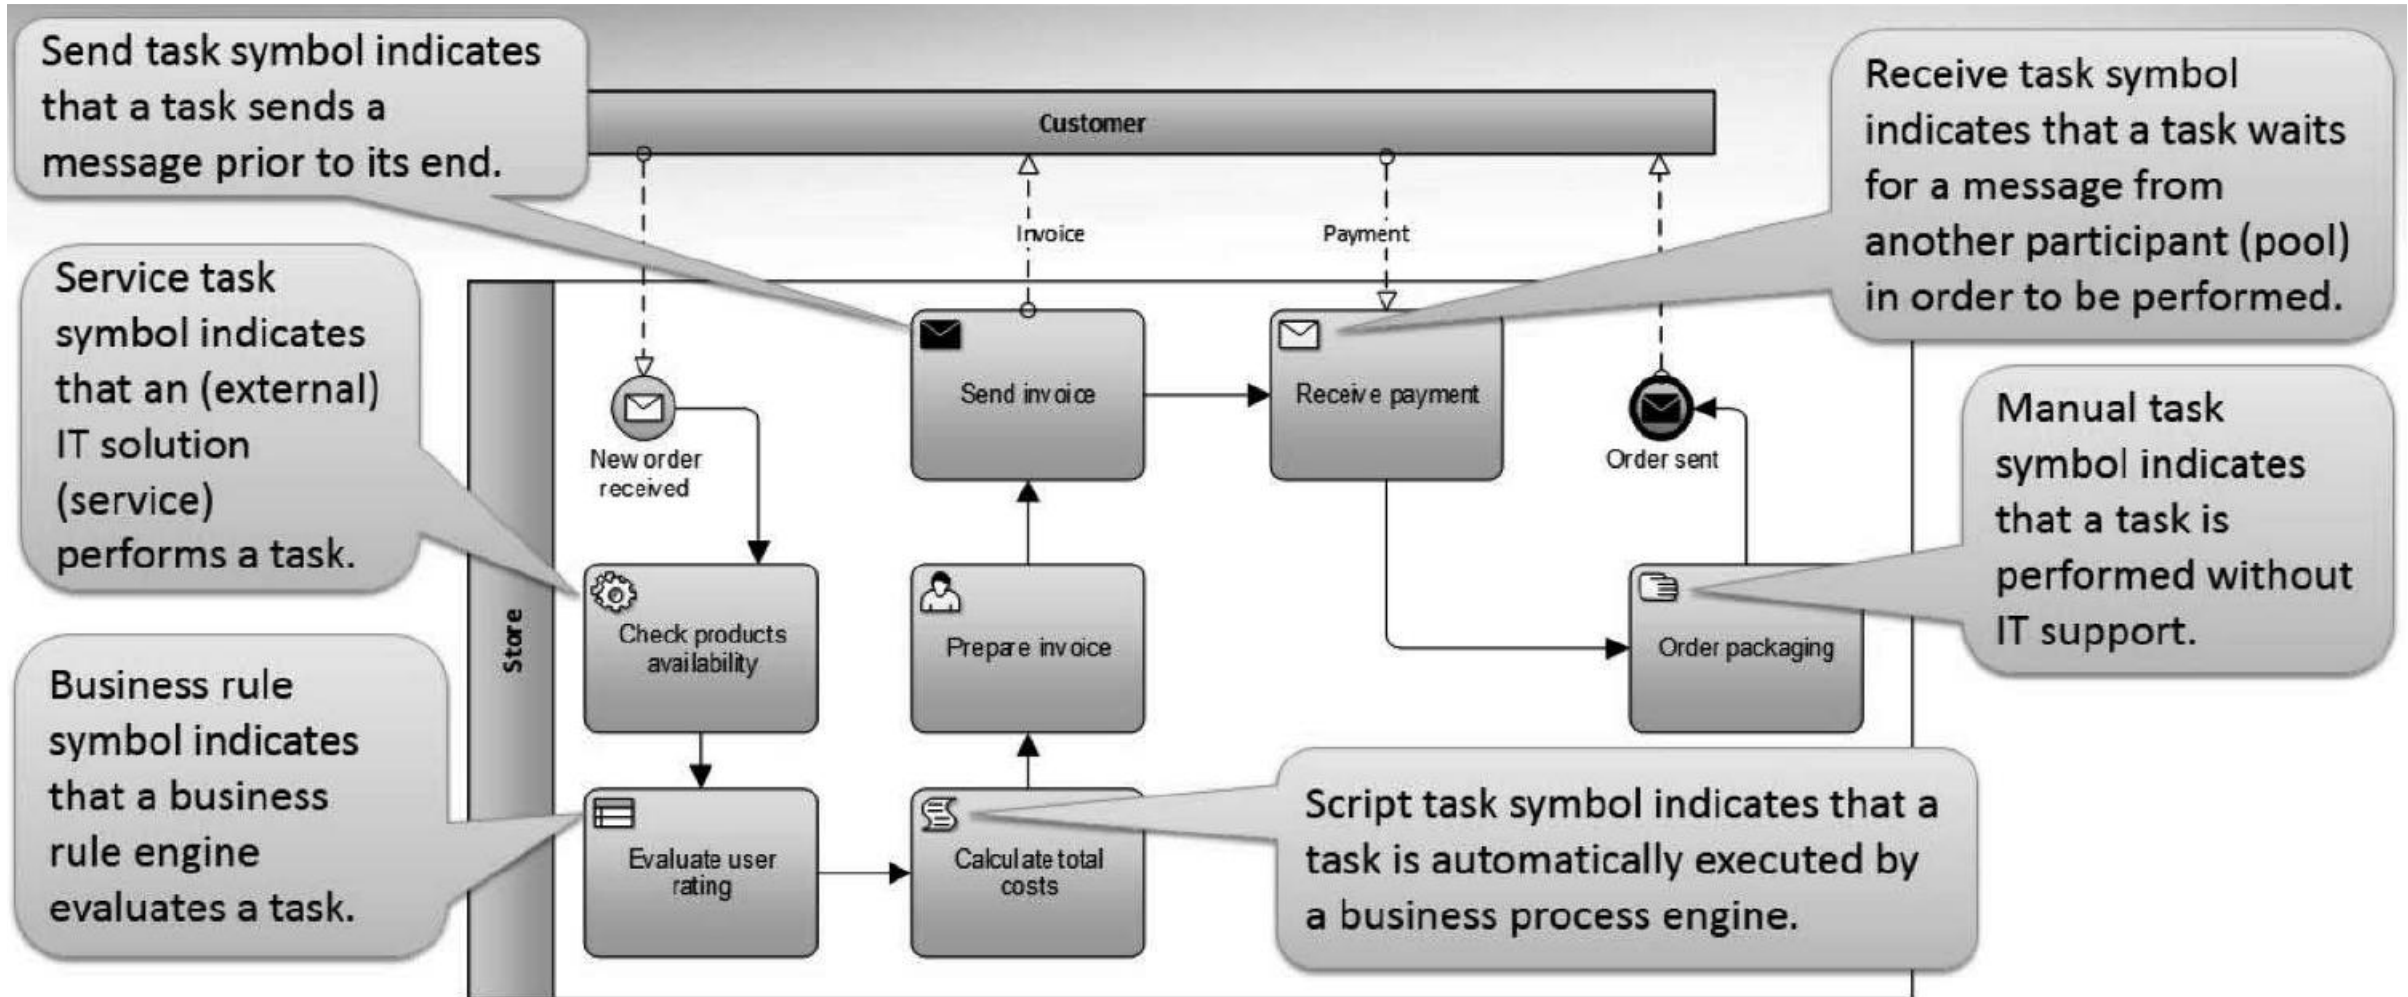 Send task symbol indicates
that a task sends a
message prior to its end.
Customer
Receive task symbol
indicates that a task waits
for a message from
another participant (pool)
in order to be performed.
Invoice
Payment
Service task
symbol indicates
that an (external)
IT solution
(service)
performs a task.
New order
received
Send invoice
Receive payment
Order sent
Manual task
symbol indicates
that a task is
performed without
IT support.
Store
Check products
availability
Prepare invoice
Order packaging
Business rule
symbol indicates
that a business
rule engine
evaluates a task.
Evaluate user
rating
Calculate total
costs
Script task symbol indicates that a
task is automatically executed by
a business process engine.